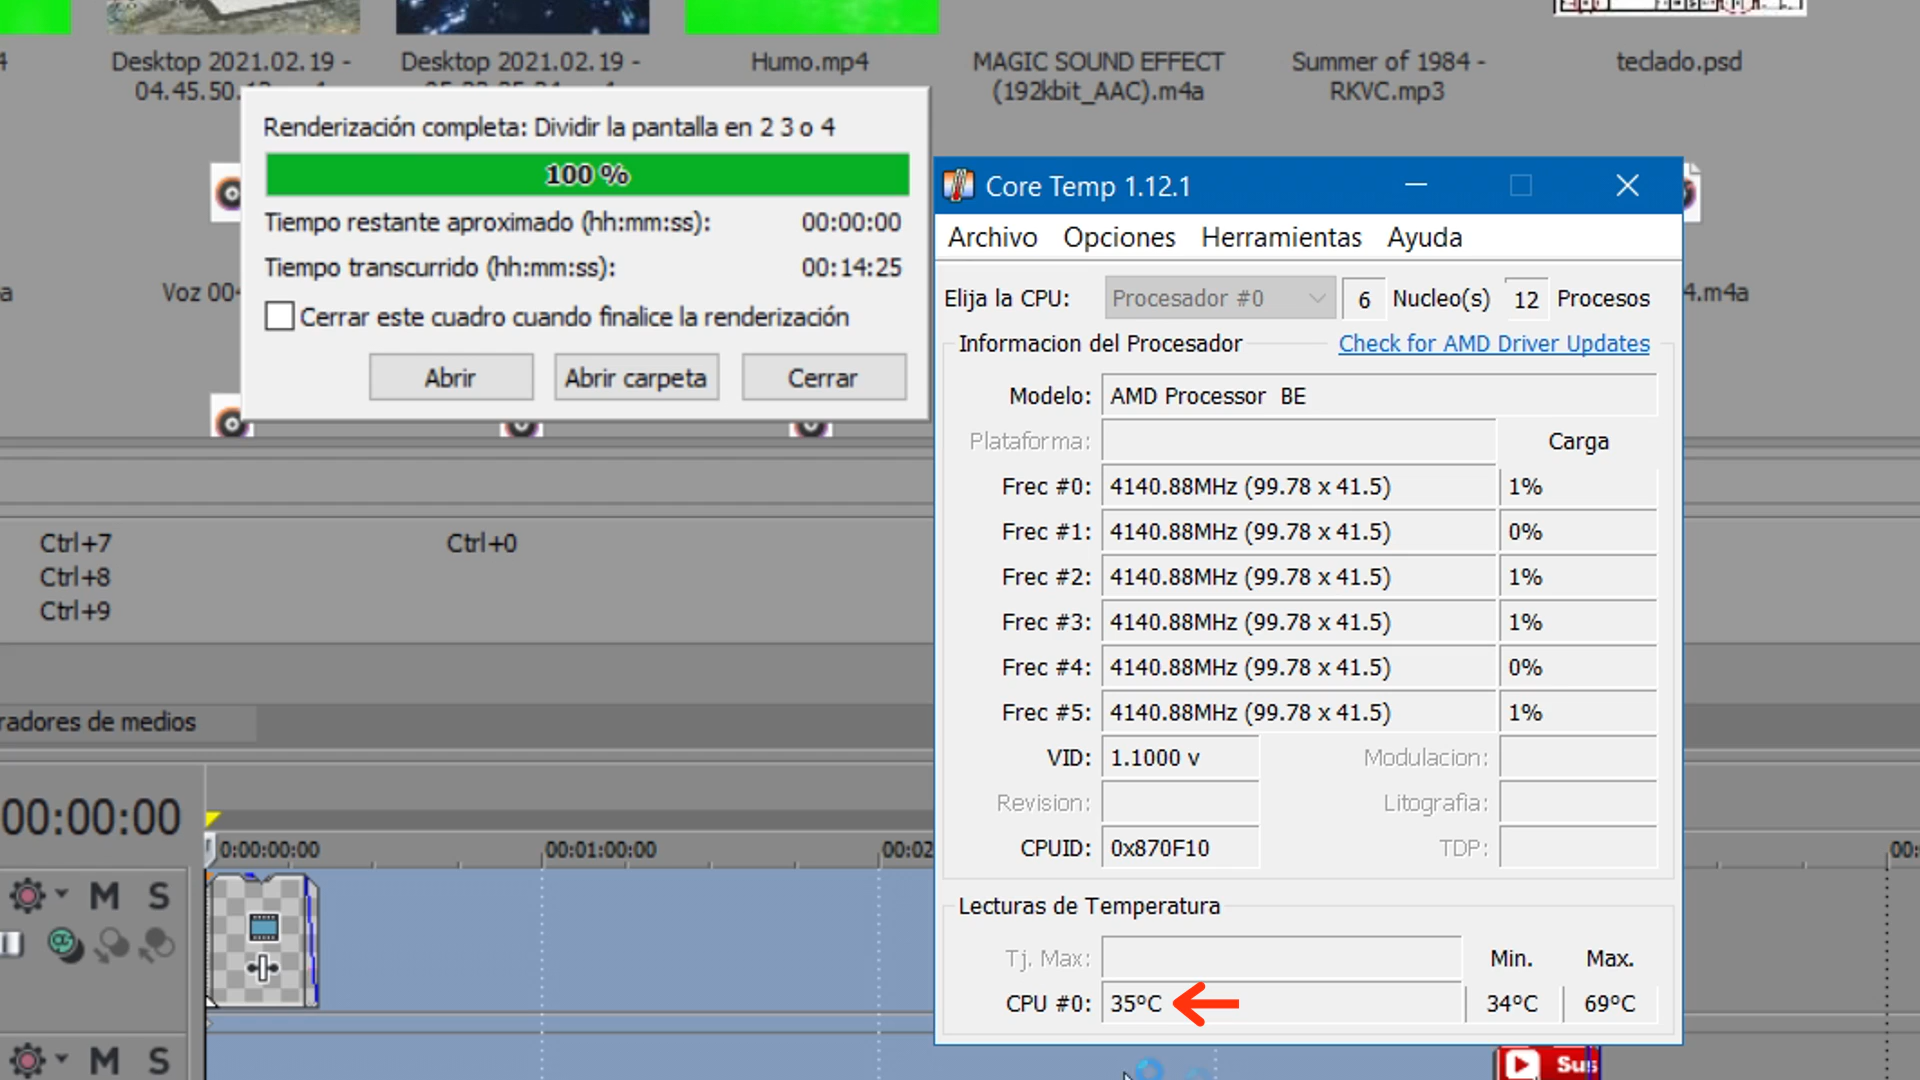 Desktop 2021.02.19 -
04.45.50.
Desktop 2021.02.19 -
Humo.mp4
MAGIC SOUND EFFECT
(192kbit_AAC).m4a
Summer of 1984 -
RKVC.mp3
teclado.psd
Renderización completa: Dividir la pantalla en 2 3 o 4
100 %
Tiempo restante aproximado (hh:mm:ss): 00:00:00
Tiempo transcurrido (hh:mm:ss): 00:14:25
Cerrar este cuadro cuando finalice la renderización
Abrir Abrir carpeta Cerrar
Voz 00
4.m4a
Core Temp 1.12.1
Archivo Opciones Herramientas Ayuda
Elija la CPU: Procesador #0 6 Nucleo(s) 12 Procesos
Informacion del Procesador Check for AMD Driver Updates
Modelo: AMD Processor BE
Plataforma: Carga
Frec #0: 4140.88MHz (99.78 x 41.5) 1%
Frec #1: 4140.88MHz (99.78 x 41.5) 0%
Frec #2: 4140.88MHz (99.78 x 41.5) 1%
Frec #3: 4140.88MHz (99.78 x 41.5) 1%
Frec #4: 4140.88MHz (99.78 x 41.5) 0%
Frec #5: 4140.88MHz (99.78 x 41.5) 1%
VID: 1.1000 v Modulacion:
Revision: Litografia:
CPUID: 0x870F10 TDP:
Lecturas de Temperatura
Tj. Max: Min. Max.
CPU #0: 35ºC 34ºC 69ºC
Ctrl+7 Ctrl+0
Ctrl+8
Ctrl+9
radores de medios
00:00:00
0:00:00:00 00:01:00:00 00:02 00:
M S
M S
Sus